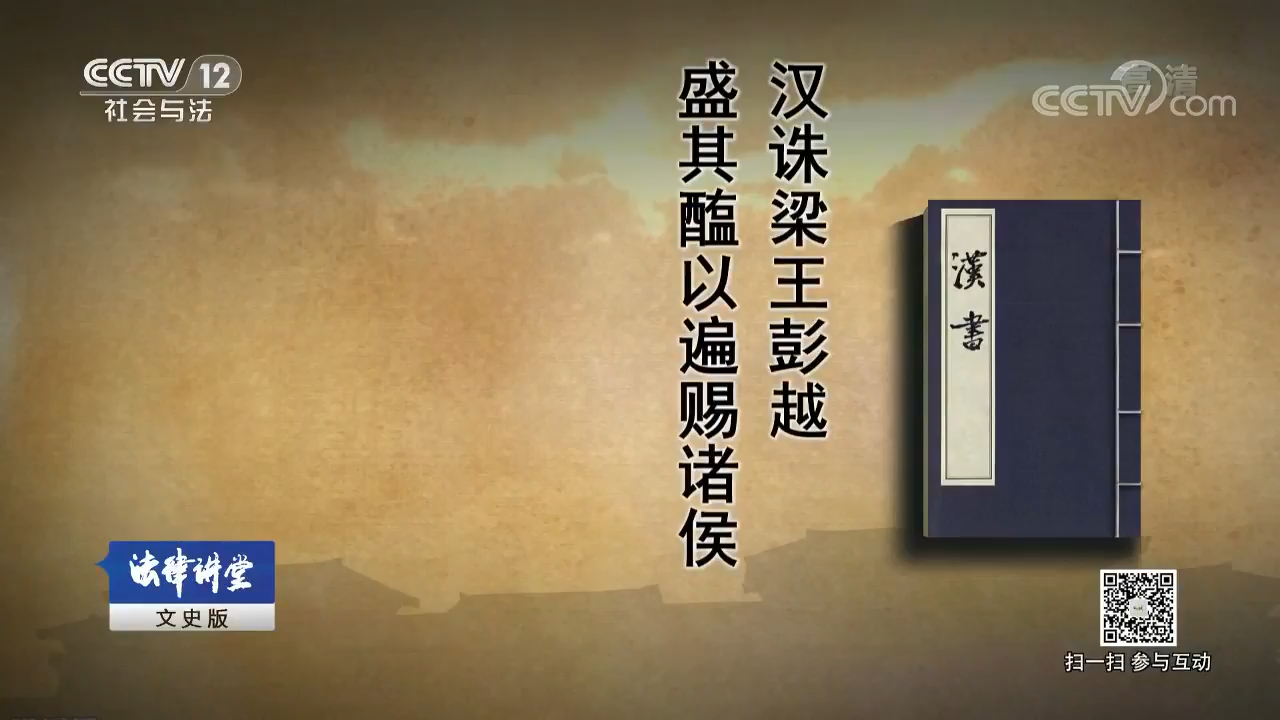 CCTV 12
社会与法
高清
CCTV.com
汉诛梁王彭越
盛其醢以遍赐诸侯
漢書
法律讲堂
文史版
扫一扫 参与互动